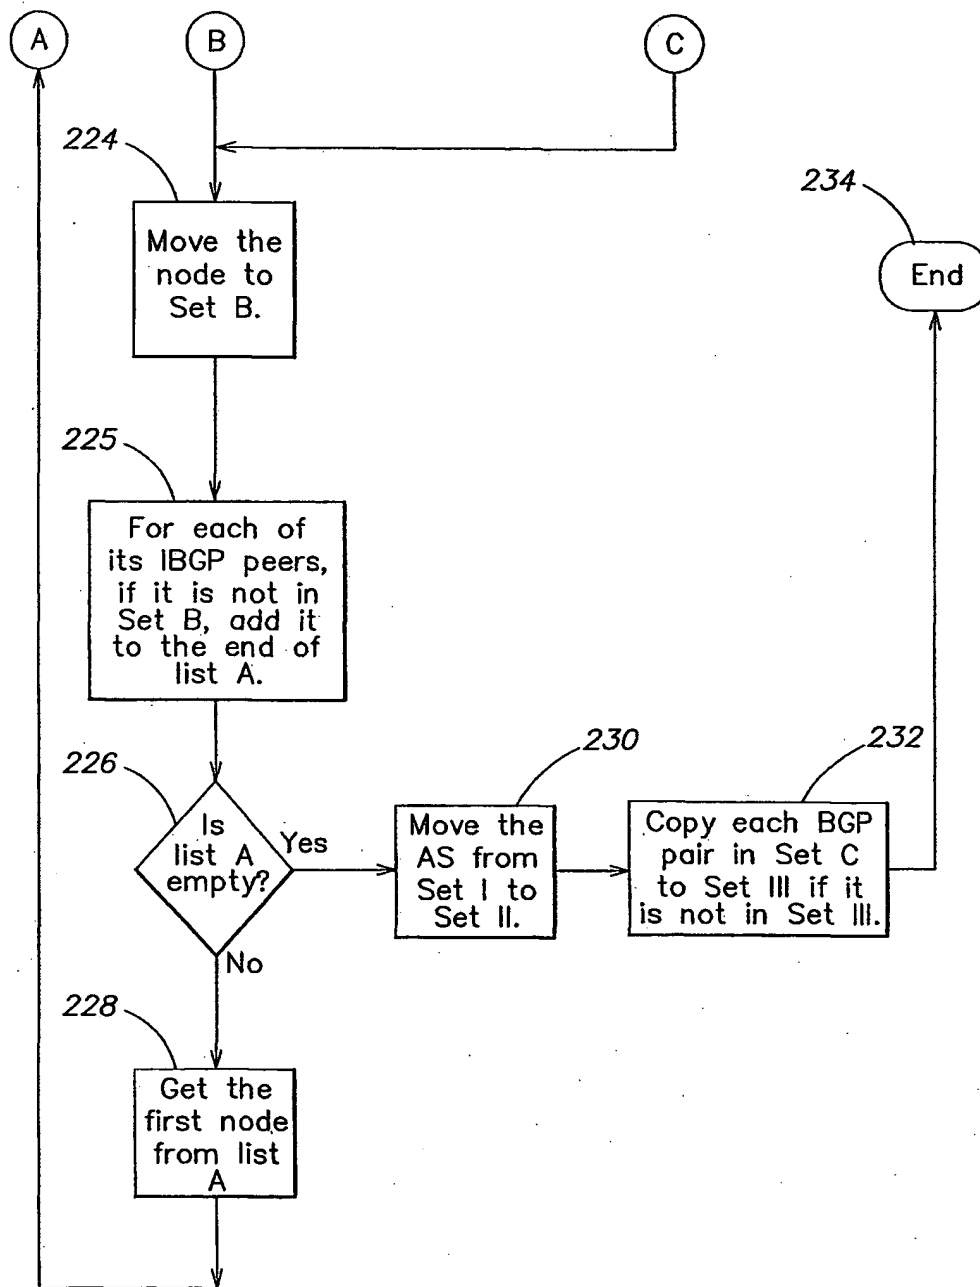 A
B
C
224
Move the
node to
Set B.
234
End
225
For each of
its IBGP peers,
if it is not in
Set B, add it
to the end of
list A.
226
Is
list A
empty?
Yes
No
230
Move the
AS from
Set I to
Set II.
232
Copy each BGP
pair in Set C
to Set III if it
is not in Set III.
228
Get the
first node
from list
A